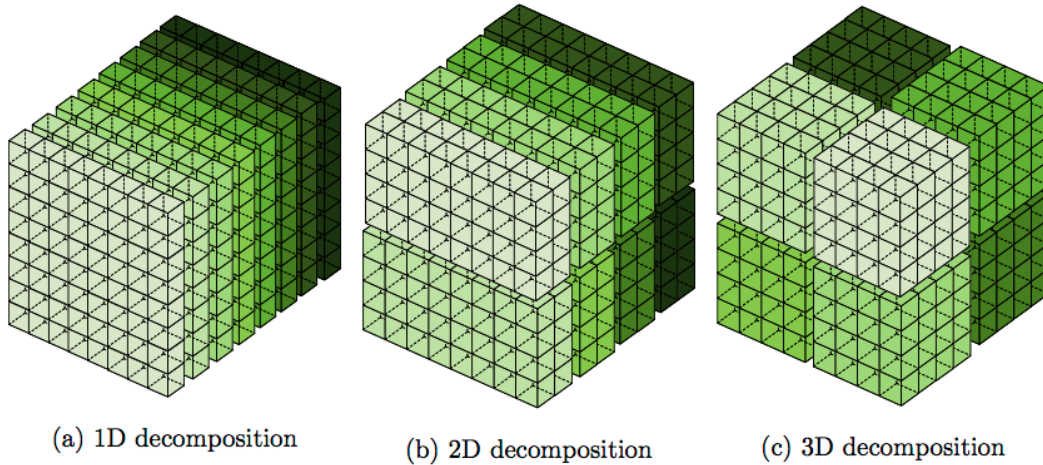 (a) 1D decomposition
(b) 2D decomposition
(c) 3D decomposition